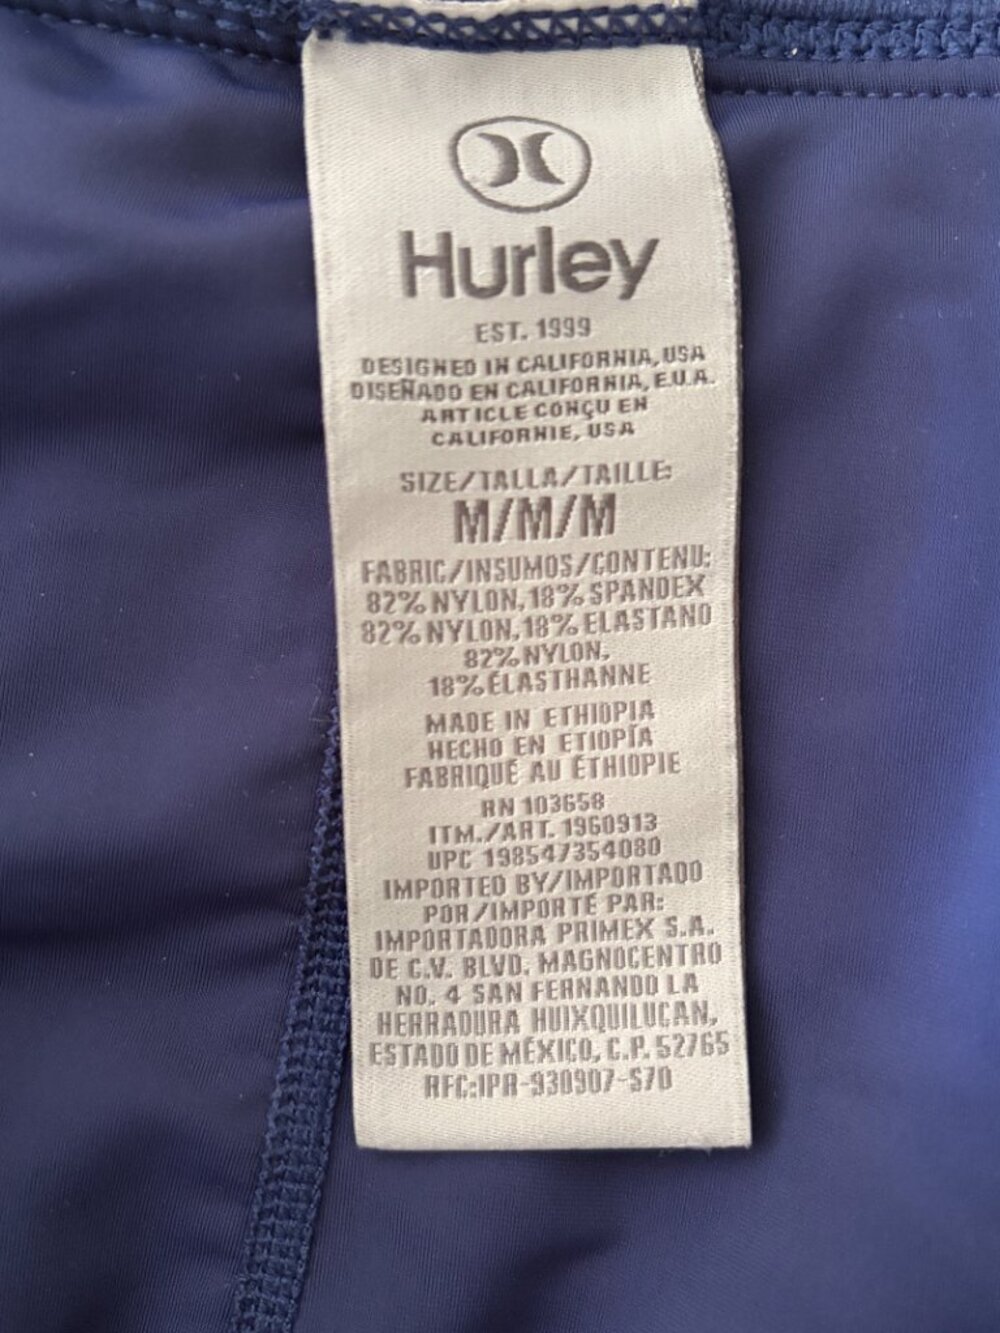 Hurley
EST. 1999
DESIGNED IN CALIFORNIA, USA
DISEÑADO EN CALIFORNIA, E.U.A.
ARTICLE CONÇU EN
CALIFORNIE, USA
SIZE/TALLA/TAILLE:
M/M/M
FABRIC/INSUMOS/CONTENU:
82% NYLON, 18% SPANDEX
82% NYLON, 18% ELASTANO
82% NYLON,
18% ÉLASTHANNE
MADE IN ETHIOPIA
HECHO EN ETIOPÍA
FABRIQUÉ AU ÉTHIOPIE
RN 103658
ITM./ART. 1960913
UPC 198547354080
IMPORTED BY/IMPORTADO
POR/IMPORTÉ PAR:
IMPORTADORA PRIMEX S.A.
DE C.V. BLVD. MAGNOCENTRO
NO. 4 SAN FERNANDO LA
HERRADURA HUIXQUILUCAN,
ESTADO DE MÉXICO, C.P. 52765
RFC:IPR-930907-S70